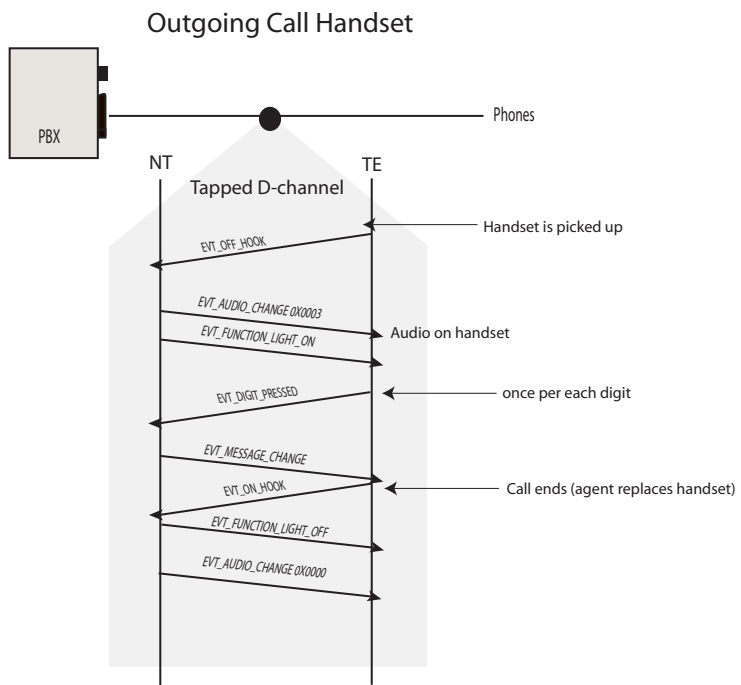 Outgoing Call Handset
PBX
Phones
NT
TE
Tapped D-channel
Handset is picked up
EVT_OFF_HOOK
EVT_AUDIO_CHANGE 0X0003
Audio on handset
EVT_FUNCTION_LIGHT_ON
EVT_DIGIT_PRESSED
once per each digit
EVT_MESSAGE_CHANGE
EVT_ON_HOOK
Call ends (agent replaces handset)
EVT_FUNCTION_LIGHT_OFF
EVT_AUDIO_CHANGE 0X0000